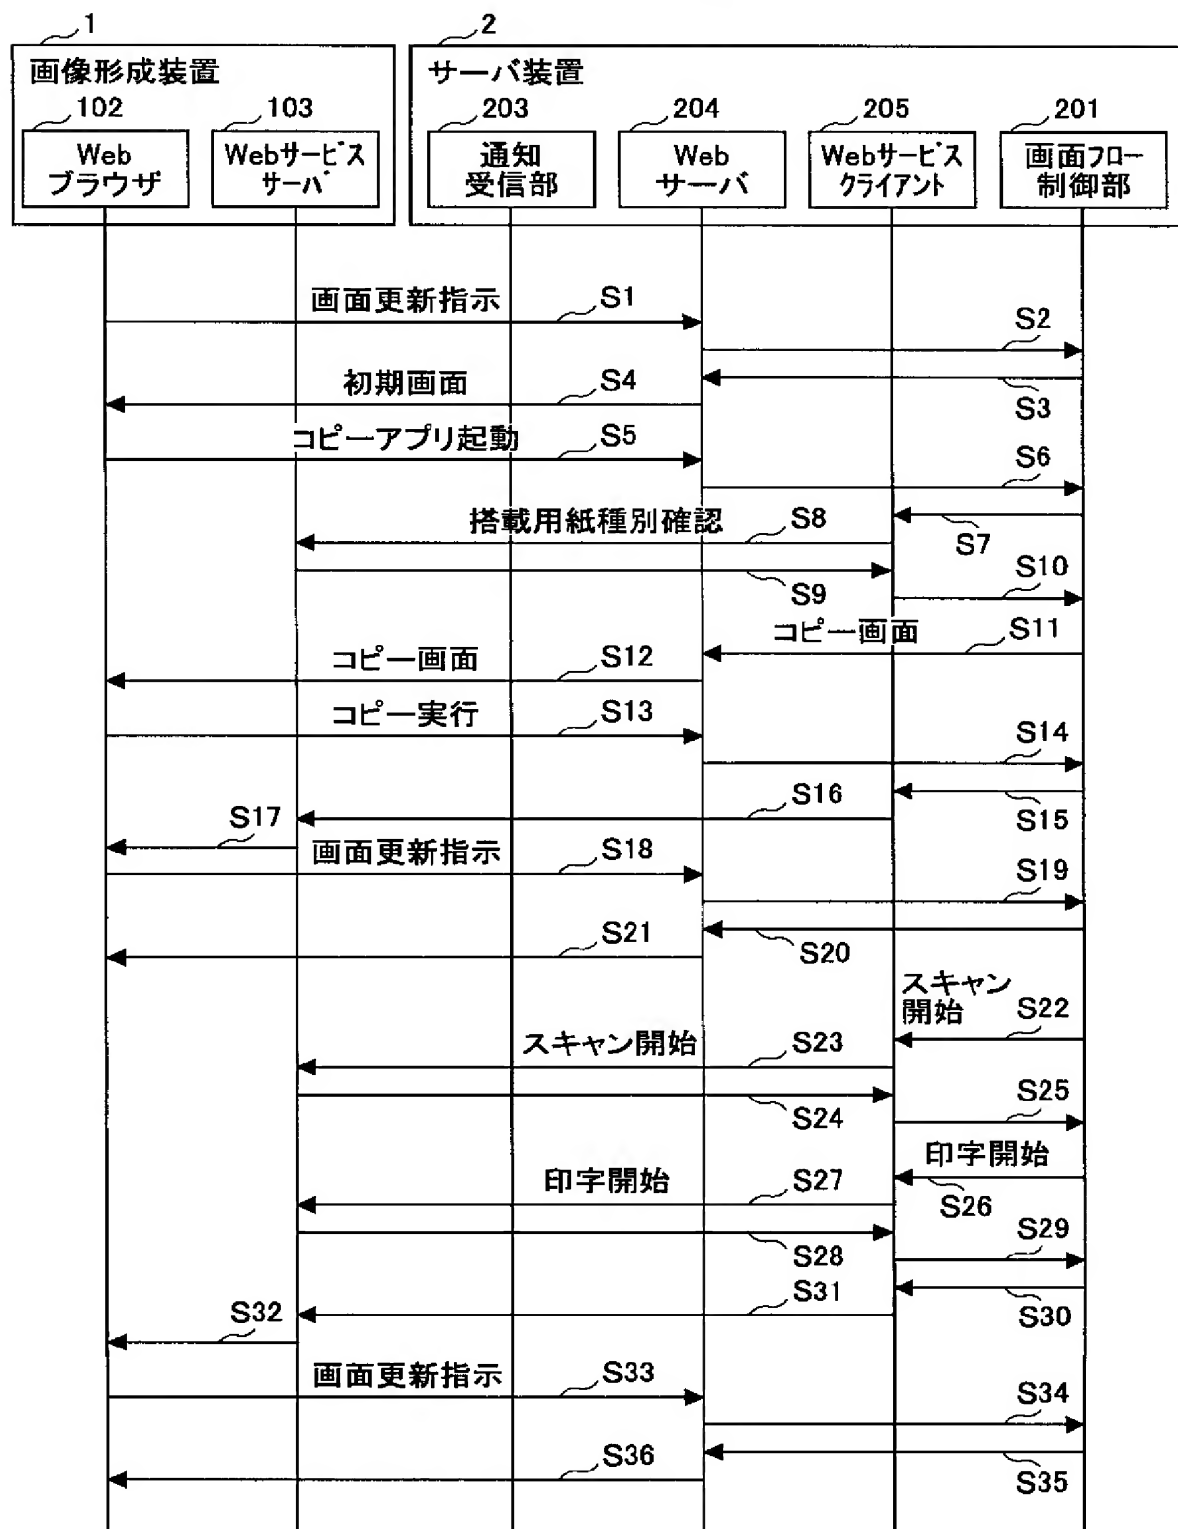 1
2
画像形成装置
サーバ装置
102
103
203
204
205
201
Web
ブラウザ
Webサービス
サーバ
通知
受信部
Web
サーバ
Webサービス
クライアント
画面フロー
制御部
画面更新指示
S1
S2
S3
初期画面
S4
コピーアプリ起動
S5
S6
S7
搭載用紙種別確認
S8
S9
S10
コピー画面
S11
コピー画面
S12
コピー実行
S13
S14
S15
S16
S17
画面更新指示
S18
S19
S20
S21
スキャン
開始
S22
スキャン開始
S23
S24
S25
印字開始
S26
印字開始
S27
S28
S29
S30
S31
S32
画面更新指示
S33
S34
S35
S36